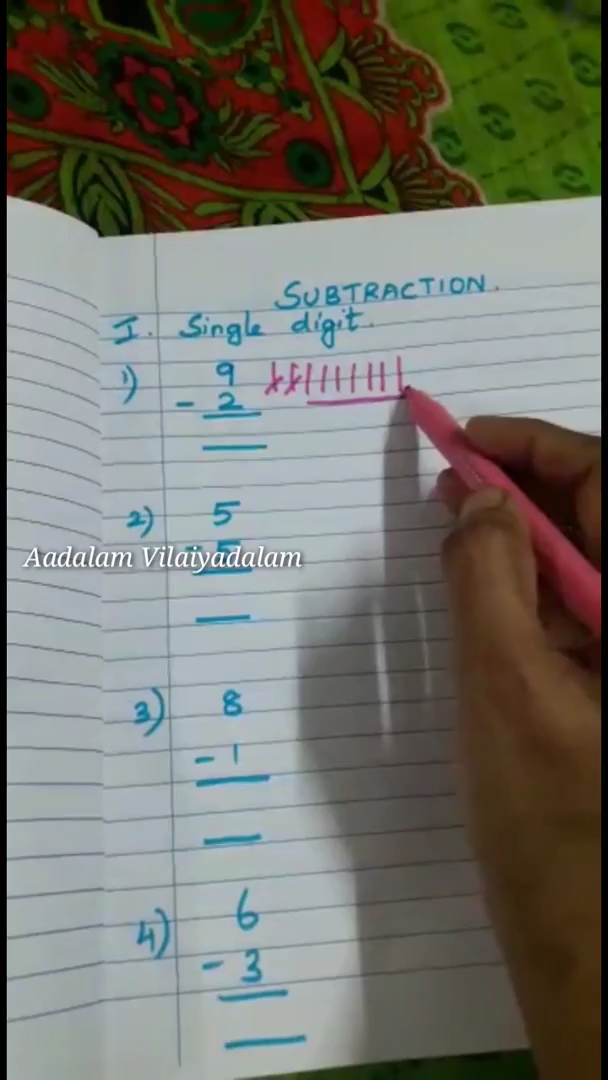 SUBTRACTION.
I. Single digit.
1) 9
- 2
2) 5
Aadalam Vilaiyadalam
3) 8
- 1
4) 6
- 3